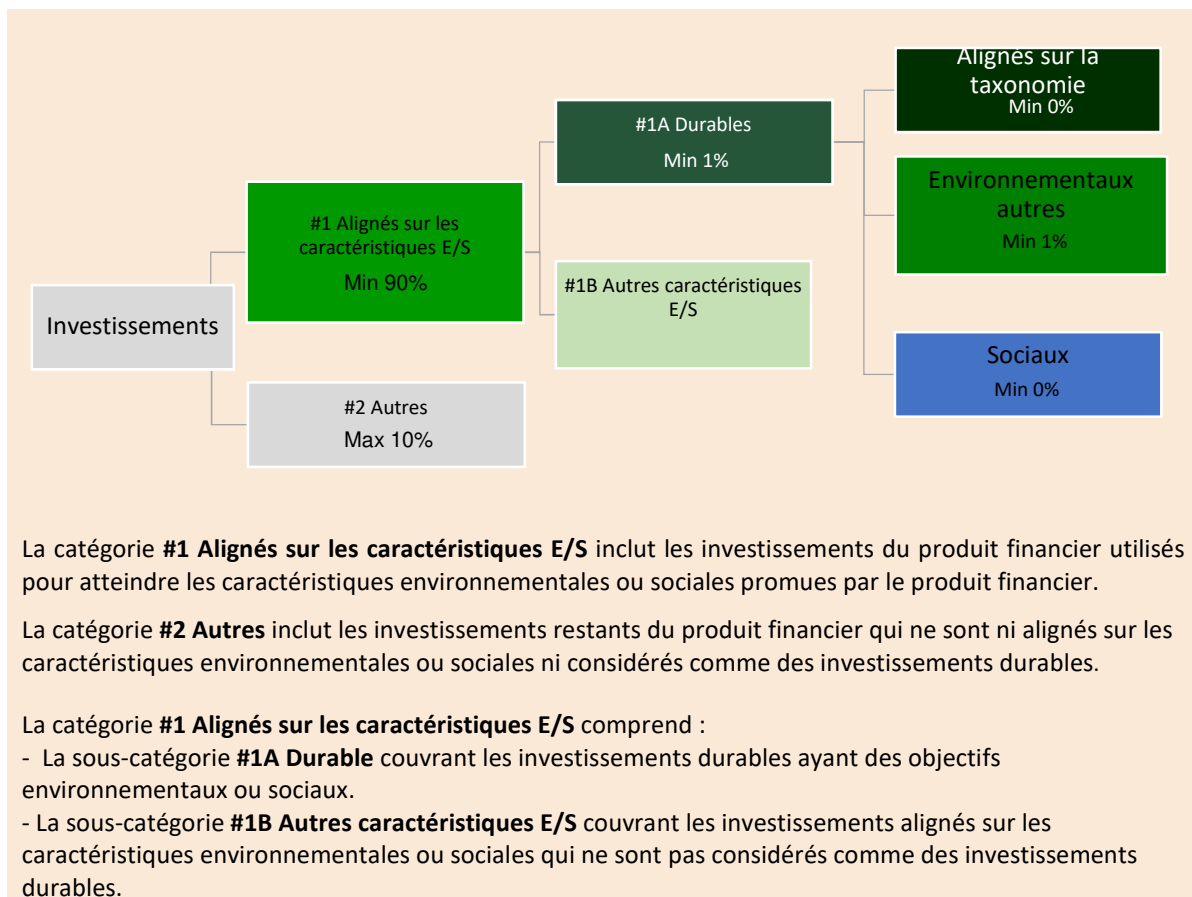 Investissements
#1 Alignés sur les
caractéristiques E/S
Min 90%
#2 Autres
Max 10%
#1A Durables
Min 1%
#1B Autres caractéristiques
E/S
Alignés sur la
taxonomie
Min 0%
Environnementaux
autres
Min 1%
Sociaux
Min 0%
La catégorie #1 Alignés sur les caractéristiques E/S inclut les investissements du produit financier utilisés
pour atteindre les caractéristiques environnementales ou sociales promues par le produit financier.
La catégorie #2 Autres inclut les investissements restants du produit financier qui ne sont ni alignés sur les
caractéristiques environnementales ou sociales ni considérés comme des investissements durables.
La catégorie #1 Alignés sur les caractéristiques E/S comprend :
- La sous-catégorie #1A Durable couvrant les investissements durables ayant des objectifs
environnementaux ou sociaux.
- La sous-catégorie #1B Autres caractéristiques E/S couvrant les investissements alignés sur les
caractéristiques environnementales ou sociales qui ne sont pas considérés comme des investissements
durables.